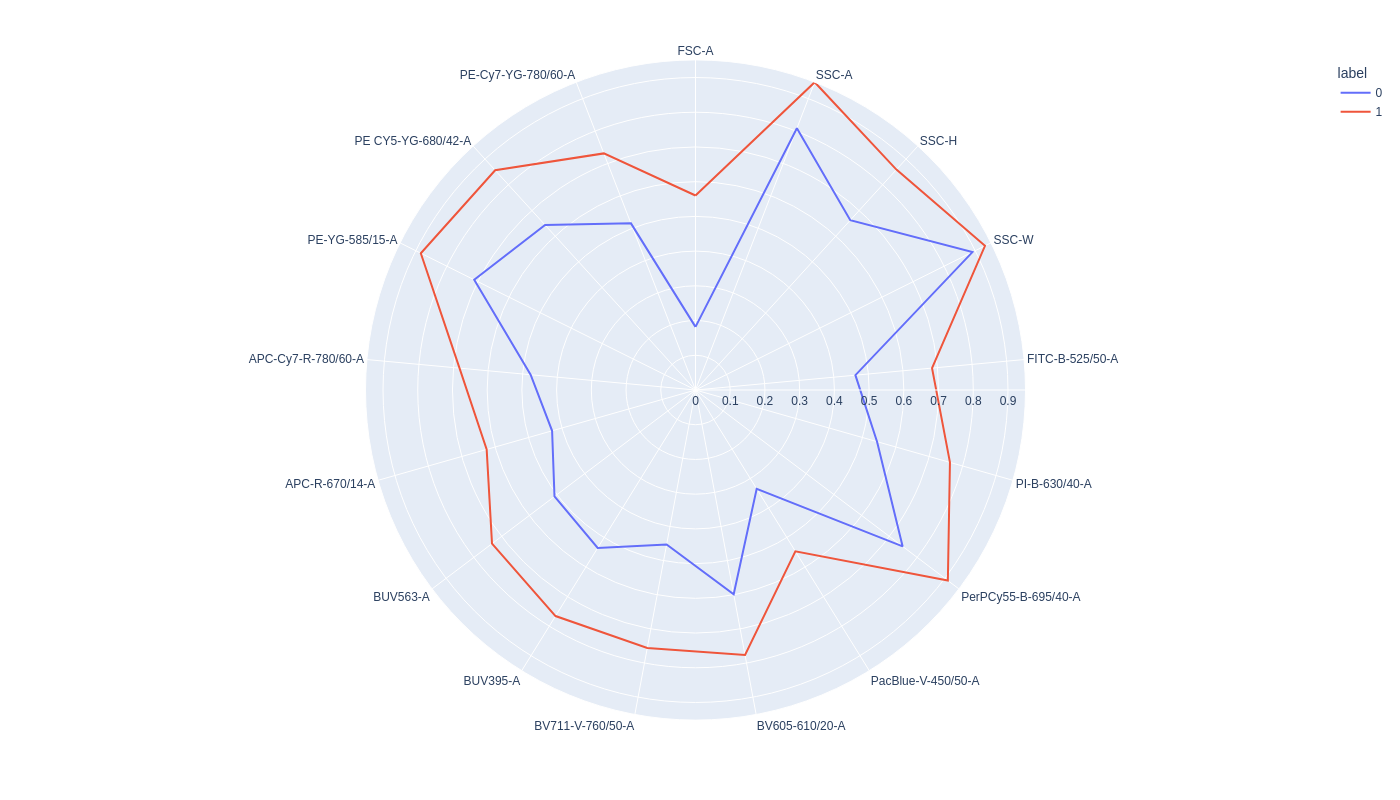 FSC-A
SSC-A
SSC-H
SSC-W
FITC-B-525/50-A
PI-B-630/40-A
PerPCy55-B-695/40-A
PacBlue-V-450/50-A
BV605-610/20-A
BV711-V-760/50-A
BUV395-A
BUV563-A
APC-R-670/14-A
APC-Cy7-R-780/60-A
PE-YG-585/15-A
PE CY5-YG-680/42-A
PE-Cy7-YG-780/60-A
0 0.1 0.2 0.3 0.4 0.5 0.6 0.7 0.8 0.9
label
0
1